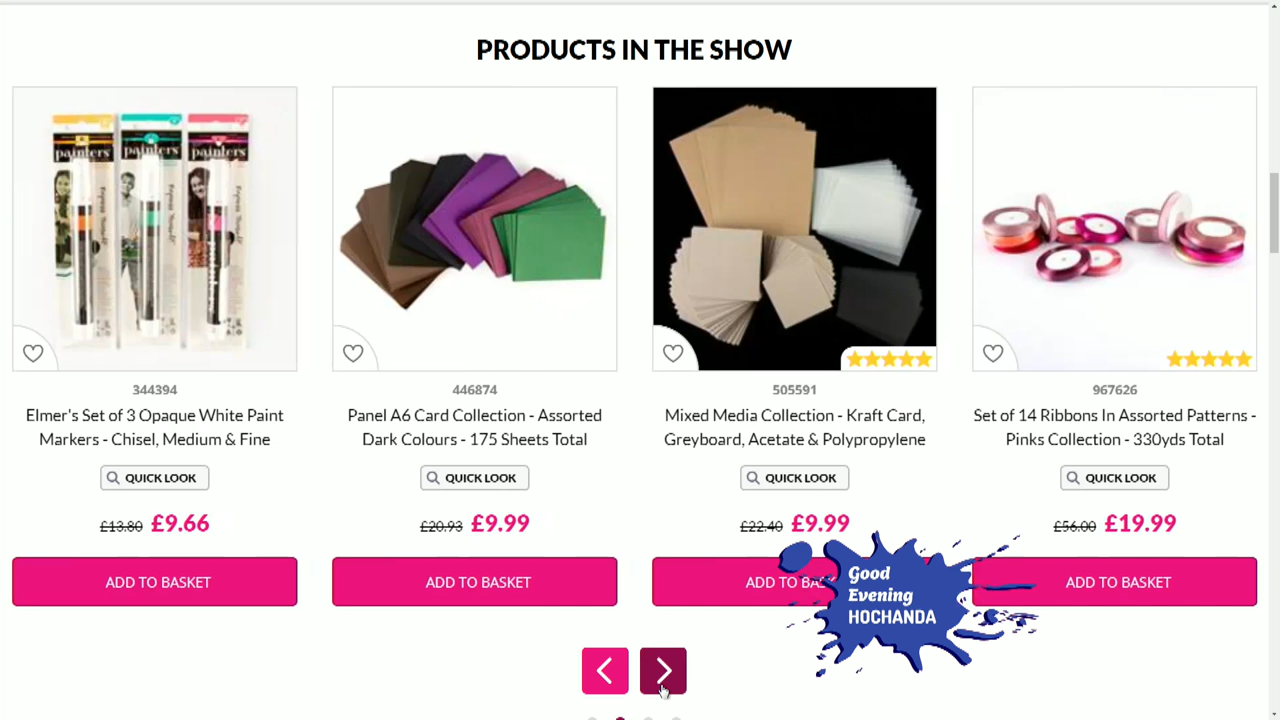 PRODUCTS IN THE SHOW
painters
painters
painters
344394
Elmer's Set of 3 Opaque White Paint
Markers - Chisel, Medium & Fine
QUICK LOOK
£13.80 £9.66
ADD TO BASKET
446874
Panel A6 Card Collection - Assorted
Dark Colours - 175 Sheets Total
QUICK LOOK
£20.93 £9.99
ADD TO BASKET
505591
Mixed Media Collection - Kraft Card,
Greyboard, Acetate & Polypropylene
QUICK LOOK
£22.40 £9.99
ADD TO BAS
967626
Set of 14 Ribbons In Assorted Patterns -
Pinks Collection - 330yds Total
QUICK LOOK
£56.00 £19.99
ADD TO BASKET
Good
Evening
HOCHANDA